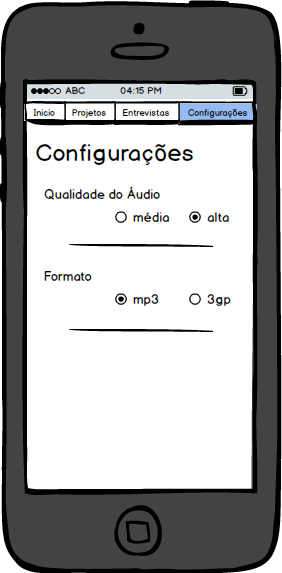 ABC 04:15 PM
Inicio Projetos Entrevistas Configurações
Configurações
Qualidade do Áudio
média alta
Formato
mp3 3gp